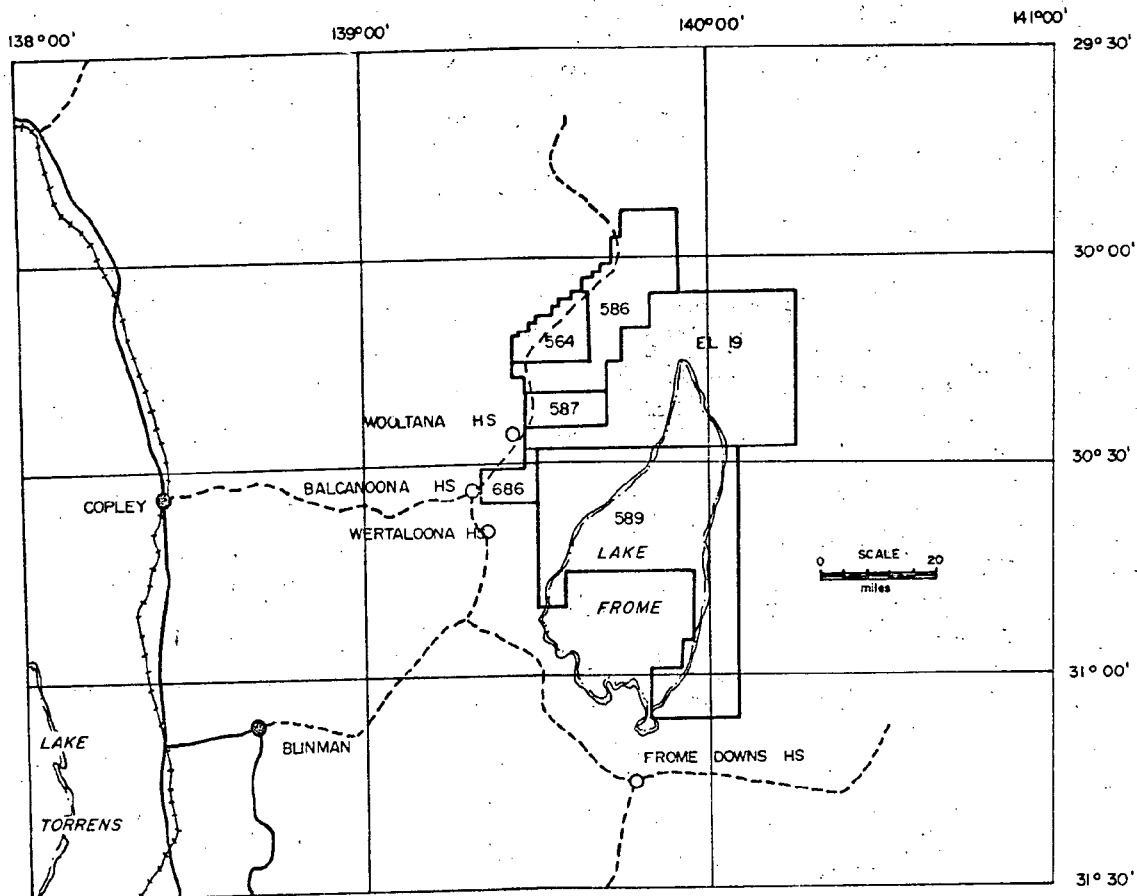 138°00'
139°00'
140°00'
141°00'
29° 30'
30° 00'
586
564
EL 19
587
WOOLTANA HS
30° 30'
BALCANOONA HS
686
COPLEY
589
WERTALOONA HS
LAKE
SCALE
0 20
miles
FROME
31° 00'
BLINMAN
LAKE
FROME DOWNS HS
TORRENS
31° 30'